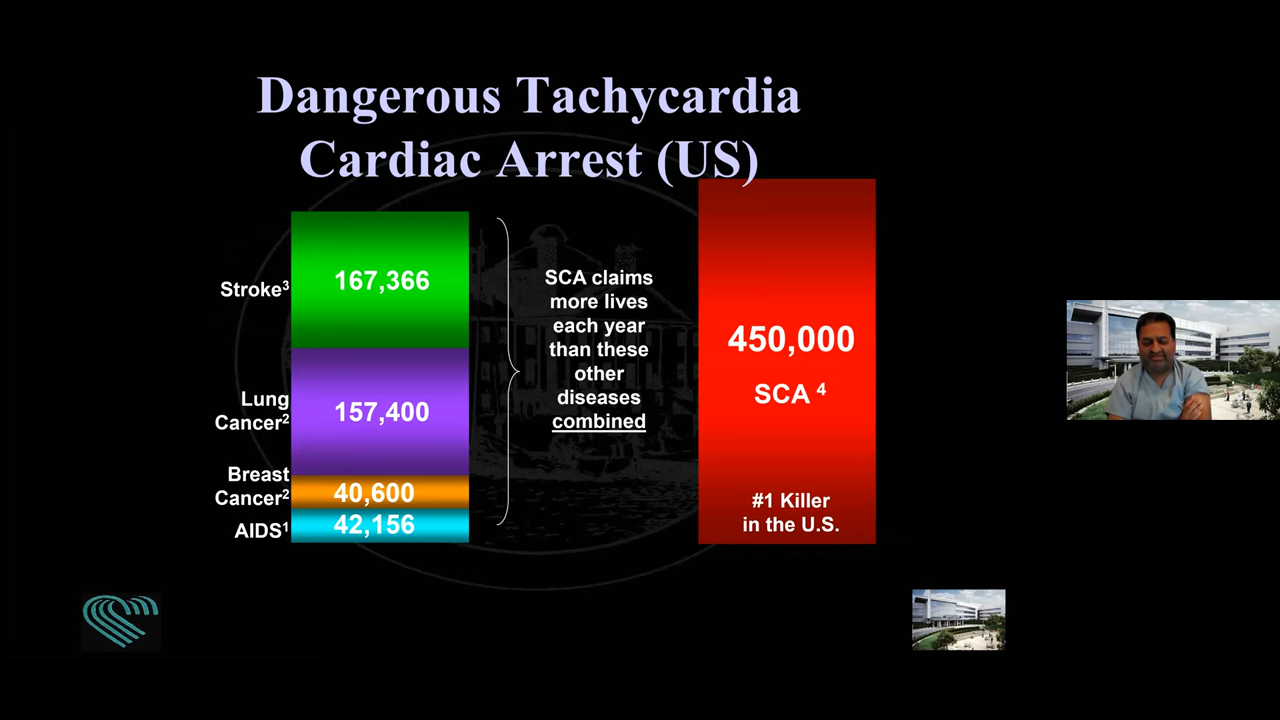 Dangerous Tachycardia
Cardiac Arrest (US)
Stroke³
167,366
Lung
Cancer²
157,400
Breast
Cancer²
40,600
AIDS¹
42,156
SCA claims
more lives
each year
than these
other
diseases
combined
450,000
SCA ⁴
#1 Killer
in the U.S.